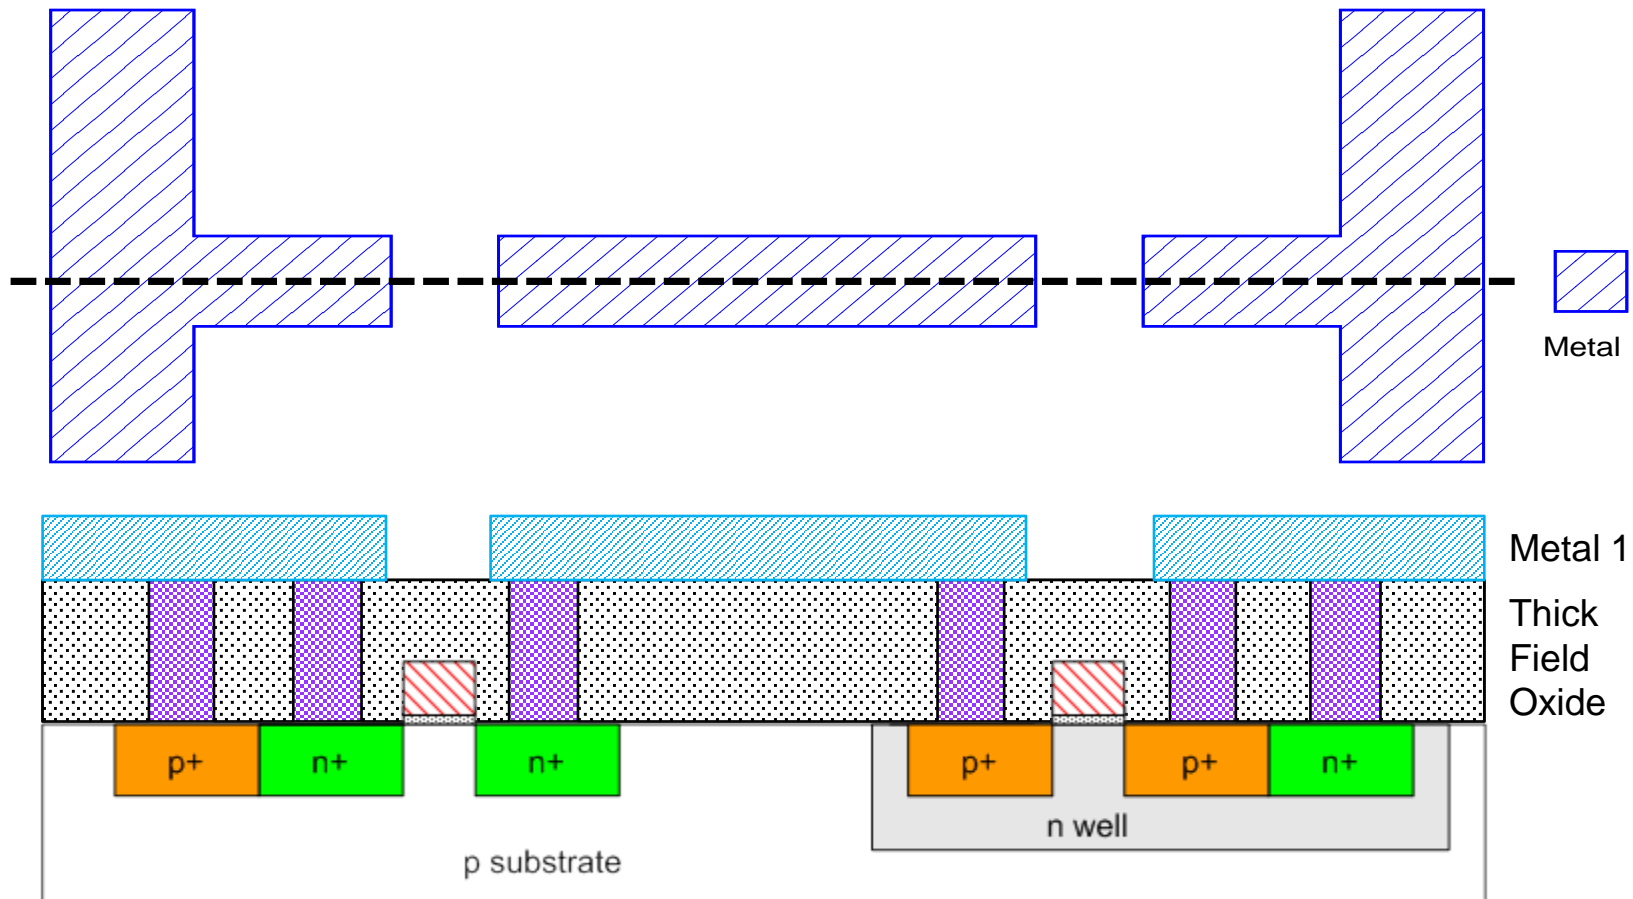 Metal
Metal 1
Thick
Field
Oxide
p+
n+
n+
p+
p+
n+
n well
p substrate